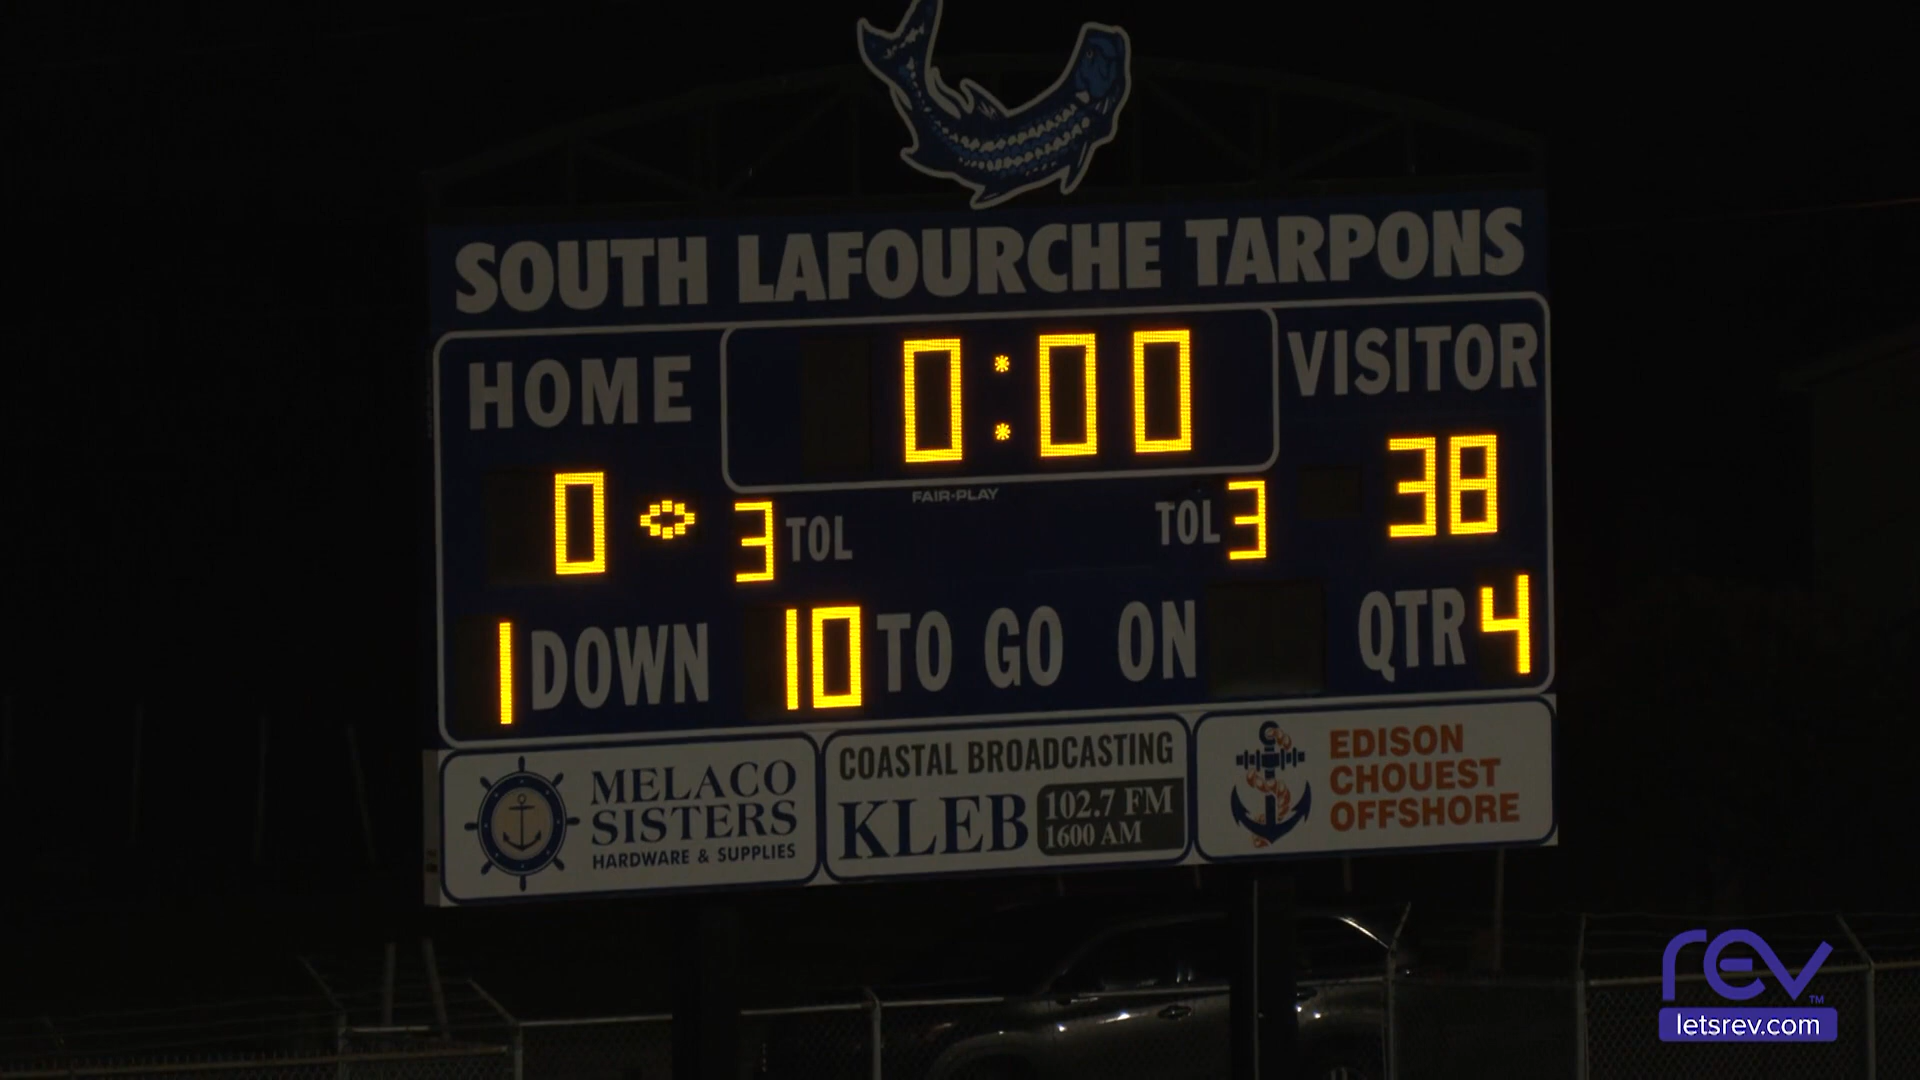 SOUTH LAFOURCHE TARPONS
HOME 0:00 VISITOR
FAIR-PLAY
0 3 TOL TOL 3 38
1 DOWN 10 TO GO ON QTR 4
MELACO
SISTERS
HARDWARE & SUPPLIES
COASTAL BROADCASTING
KLEB 102.7 FM
1600 AM
EDISON
CHOUEST
OFFSHORE
rev™
letsrev.com